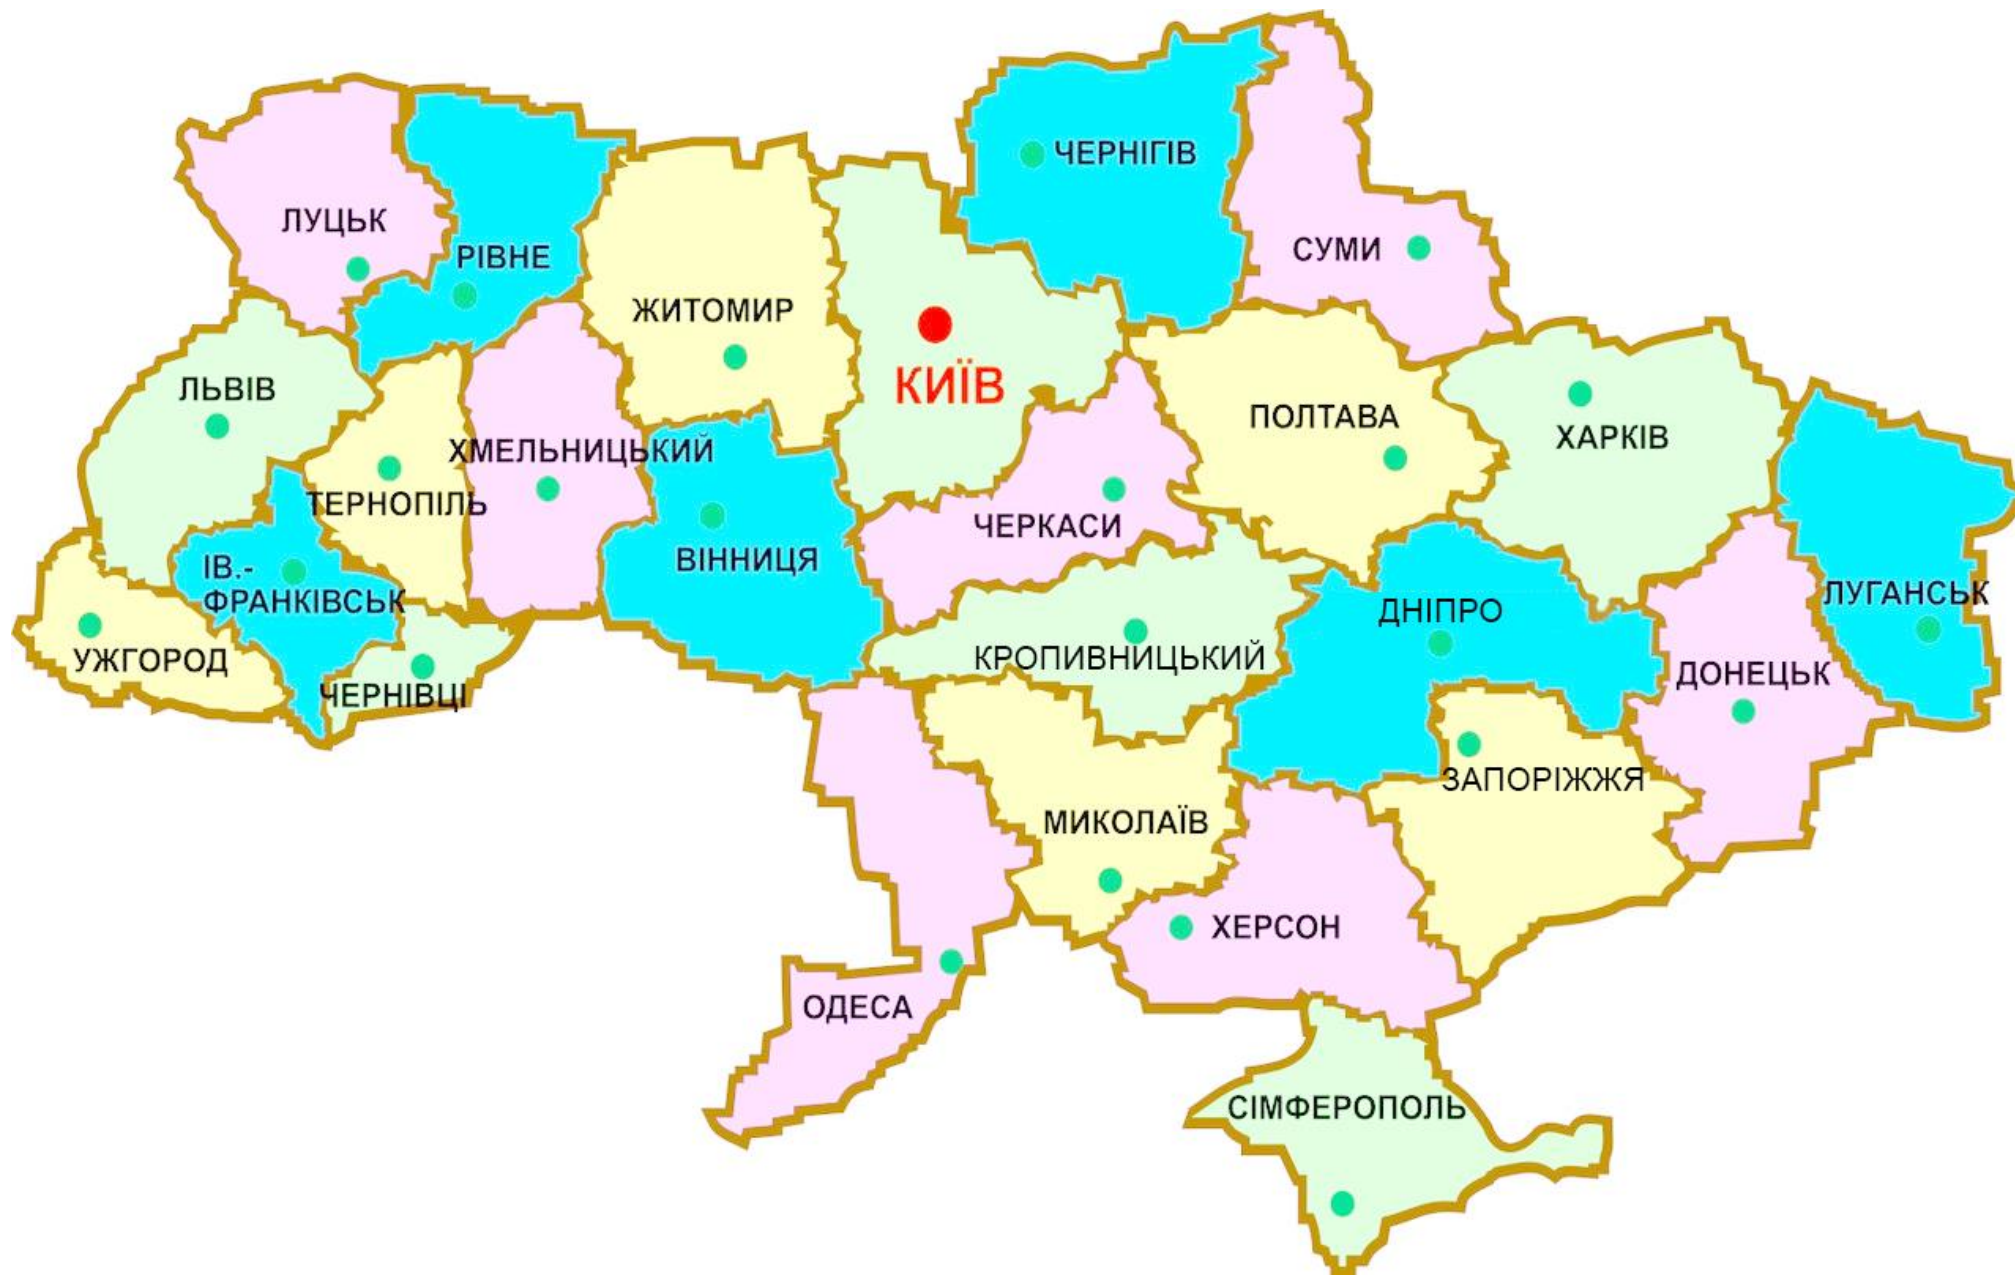 ЧЕРНІГІВ
ЛУЦЬК
СУМИ
РІВНЕ
ЖИТОМИР
КИЇВ
ЛЬВІВ
ПОЛТАВА
ХАРКІВ
ХМЕЛЬНИЦЬКИЙ
ТЕРНОПІЛЬ
ЧЕРКАСИ
ВІННИЦЯ
ІВ.-
ФРАНКІВСЬК
ЛУГАНСЬК
ДНІПРО
УЖГОРОД
КРОПИВНИЦЬКИЙ
ДОНЕЦЬК
ЧЕРНІВЦІ
ЗАПОРІЖЖЯ
МИКОЛАЇВ
ХЕРСОН
ОДЕСА
СІМФЕРОПОЛЬ